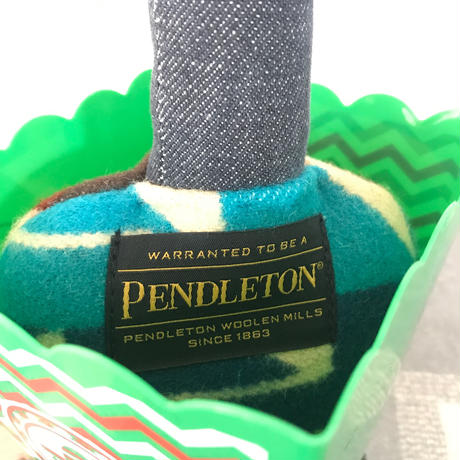 WARRANTED TO BE A
PENDLETON®
PENDLETON WOOLEN MILLS
SINCE 1863